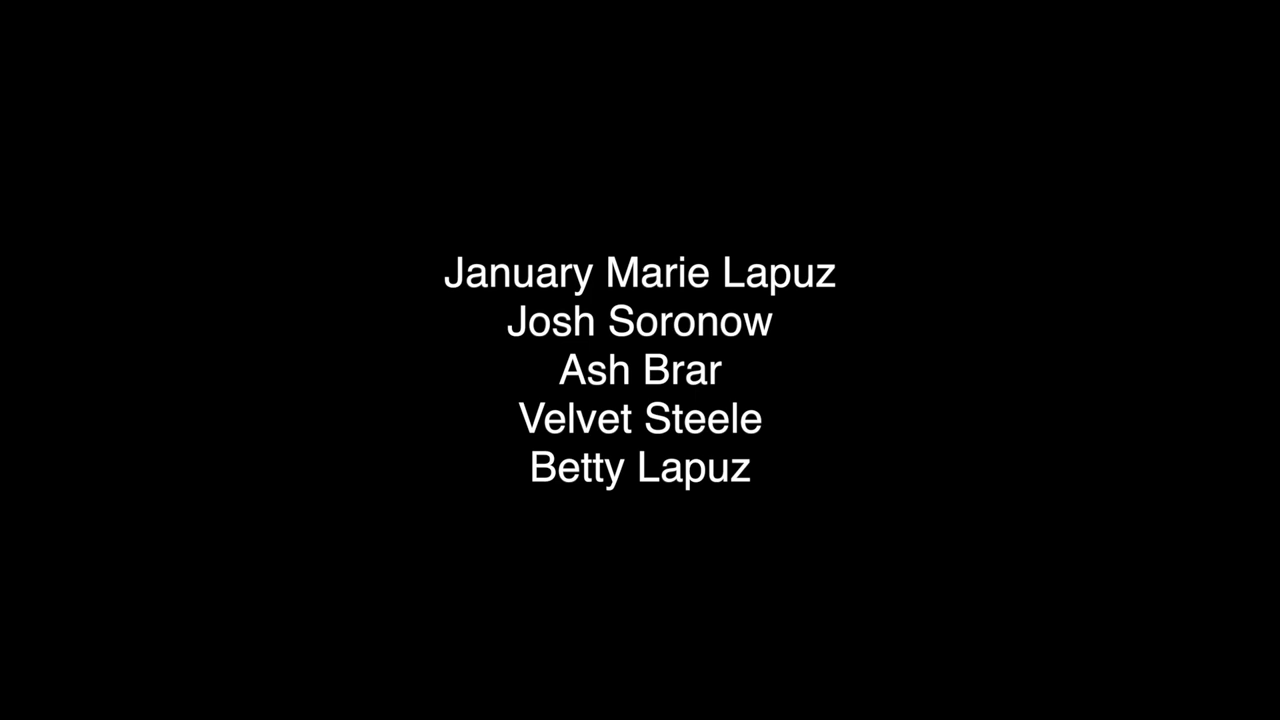 January Marie Lapuz
Josh Soronow
Ash Brar
Velvet Steele
Betty Lapuz